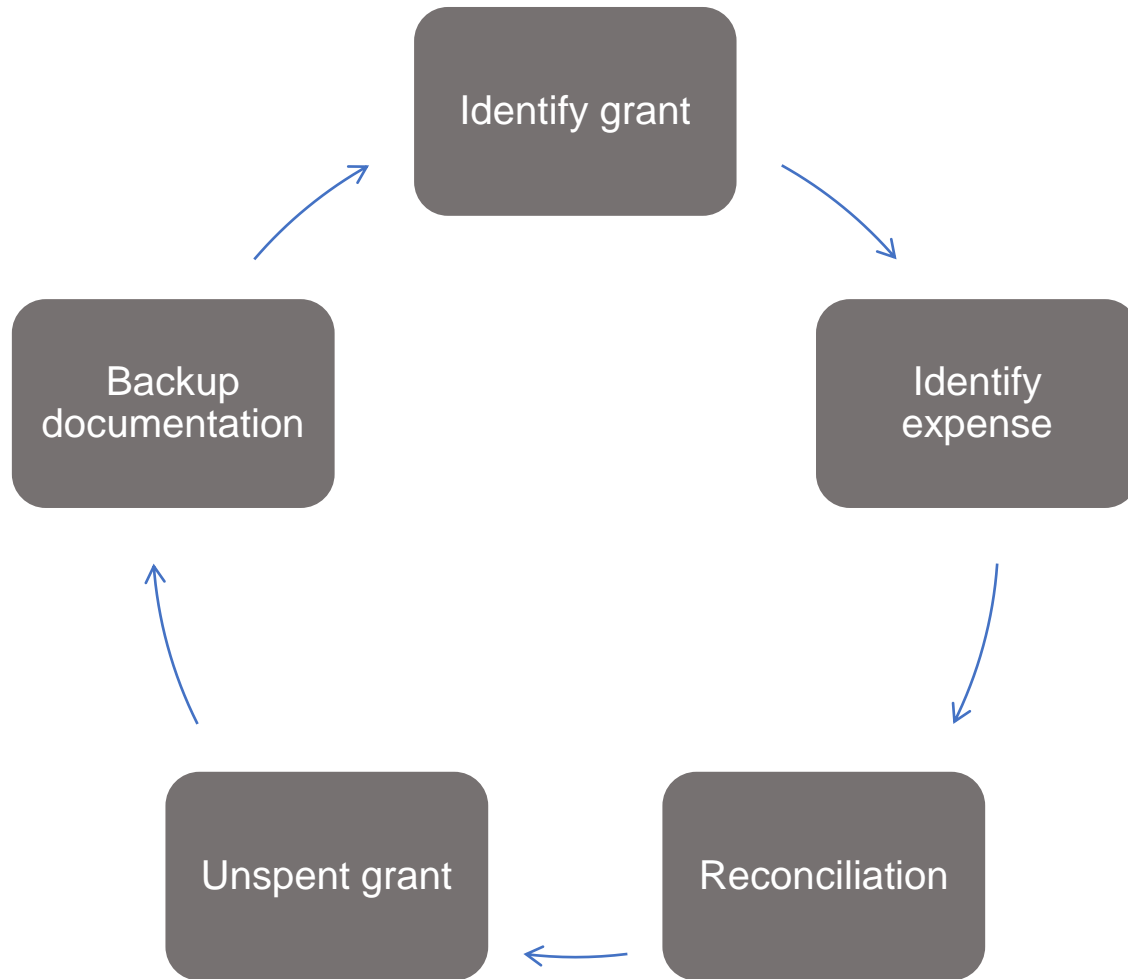 Identify grant
Identify
expense
Reconciliation
Unspent grant
Backup
documentation